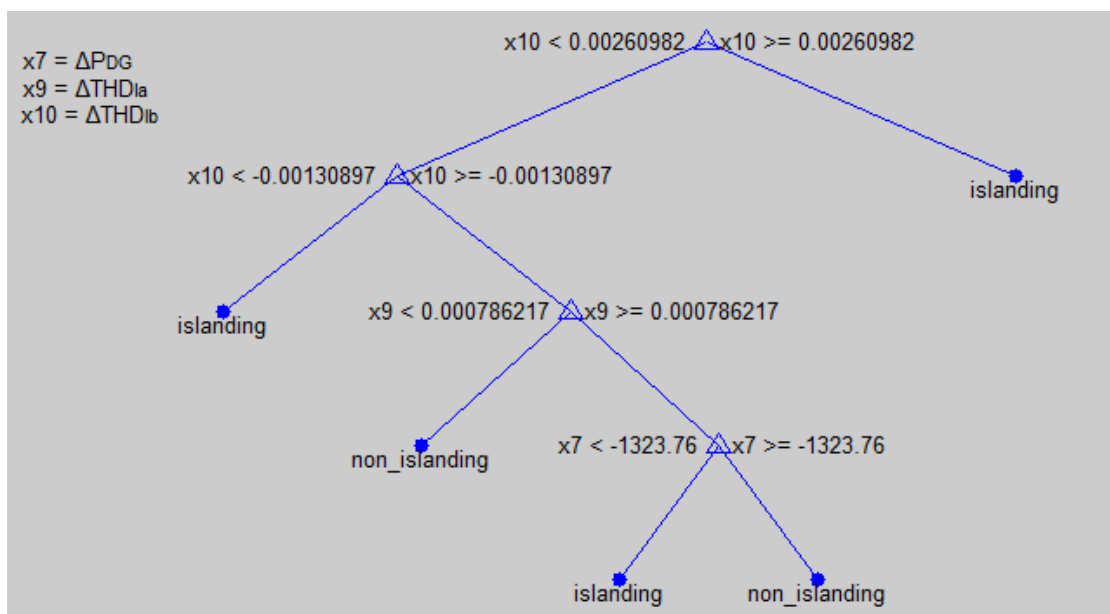 x10 < 0.00260982 x10 >= 0.00260982
x7 = ΔPDG
x9 = ΔTHDIa
x10 = ΔTHDIb
x10 < -0.00130897 x10 >= -0.00130897
islanding
x9 < 0.000786217 x9 >= 0.000786217
islanding
x7 < -1323.76 x7 >= -1323.76
non_islanding
islanding
non_islanding